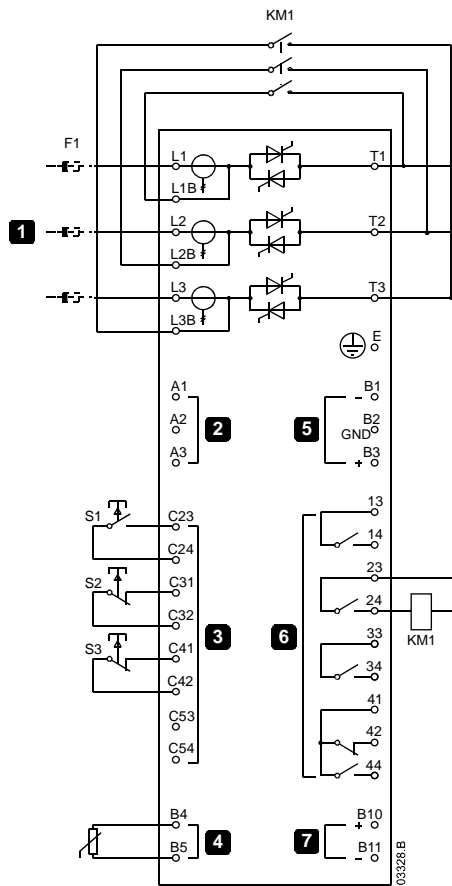 KM1
F1
L1 T1
L1B
1
L2 T2
L2B
L3 T3
L3B
E
A1 B1
-
A2 2 5 B2
GND
A3 + B3
S1 C23 13
C24 14
S2 C31 23
C32 24
3 6 KM1
S3 C41 33
C42 34
C53 41
42
C54 44
B4 + B10
4 7
B5 - B11
03328.B